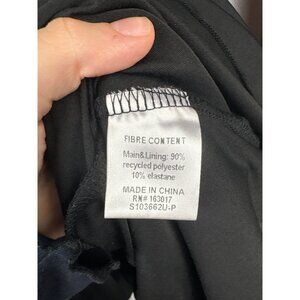 FIBRE CONTENT
Main&Lining: 90%
recycled polyester
10% elastane
MADE IN CHINA
RN# 163017
S103662U-P